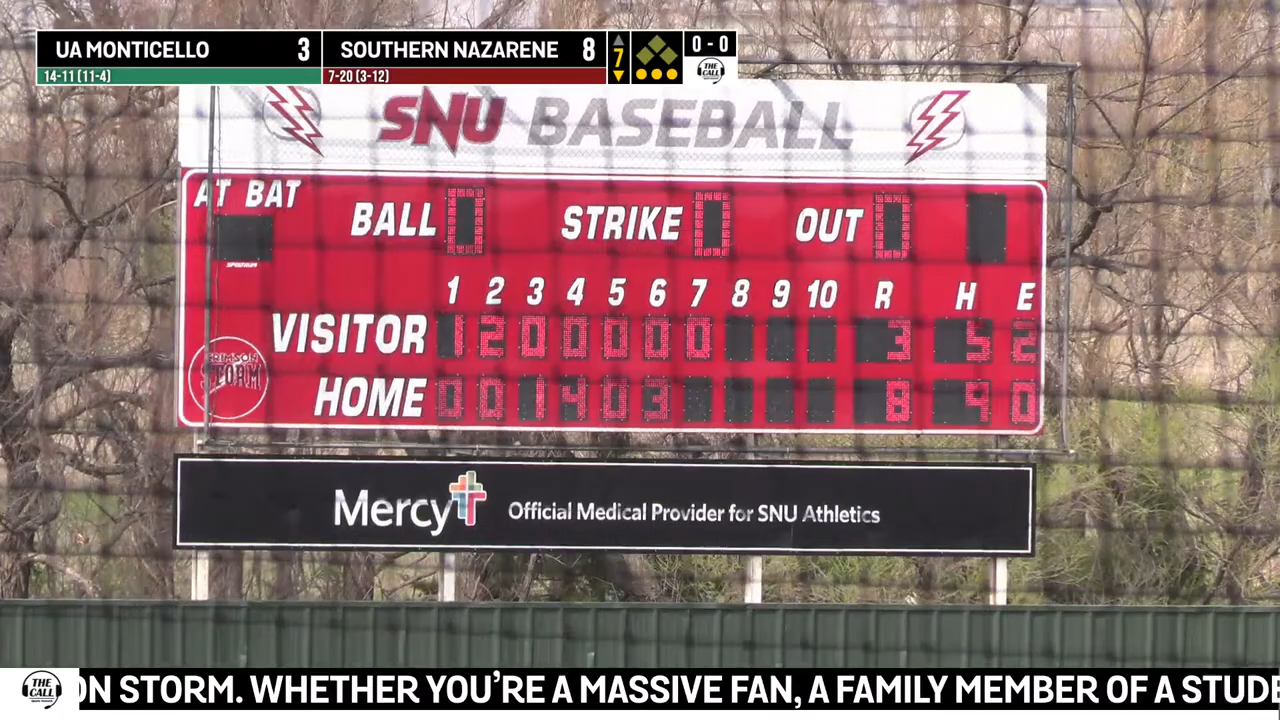 UA MONTICELLO 3 SOUTHERN NAZARENE 8 7 0 - 0
14-11 (11-4) 7-20 (3-12) THE CALL
SNU BASEBALL
AT BAT
BALL 0 STRIKE 0 OUT 0
SPECTRUM
1 2 3 4 5 6 7 8 9 10 R H E
VISITOR 1 2 0 0 0 0 0 3 5 2
CRIMSON STORM
HOME 0 0 1 4 0 3 8 9 0
Mercy Official Medical Provider for SNU Athletics
THE CALL ON STORM. WHETHER YOU'RE A MASSIVE FAN, A FAMILY MEMBER OF A STUDE